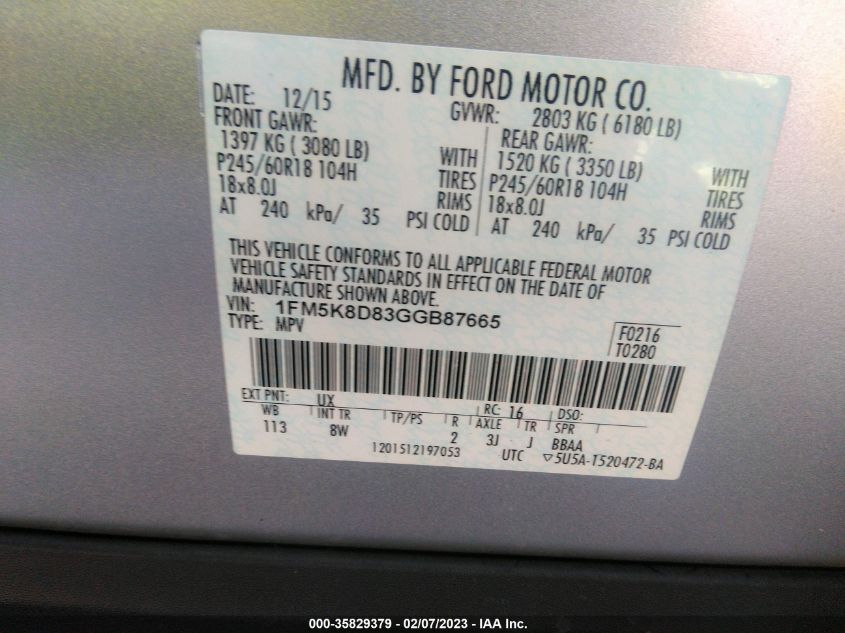 MFD. BY FORD MOTOR CO.
DATE: 12/15 GVWR: 2803 KG ( 6180 LB)
FRONT GAWR: REAR GAWR:
1397 KG ( 3080 LB) WITH 1520 KG ( 3350 LB) WITH
P245/60R18 104H TIRES P245/60R18 104H TIRES
18x8.0J RIMS 18x8.0J RIMS
AT 240 kPa/ 35 PSI COLD AT 240 kPa/ 35 PSI COLD
THIS VEHICLE CONFORMS TO ALL APPLICABLE FEDERAL MOTOR
VEHICLE SAFETY STANDARDS IN EFFECT ON THE DATE OF
MANUFACTURE SHOWN ABOVE.
VIN: 1FM5K8D83GGB87665
TYPE: MPV
F0216
T0280
EXT PNT: UX RC: 16 DSO:
WB INT TR TP/PS R AXLE TR SPR
113 8W 2 3J J BBAA
1201512197053 UTC ▽5U5A-1520472-BA
000-35829379 - 02/07/2023 - IAA Inc.